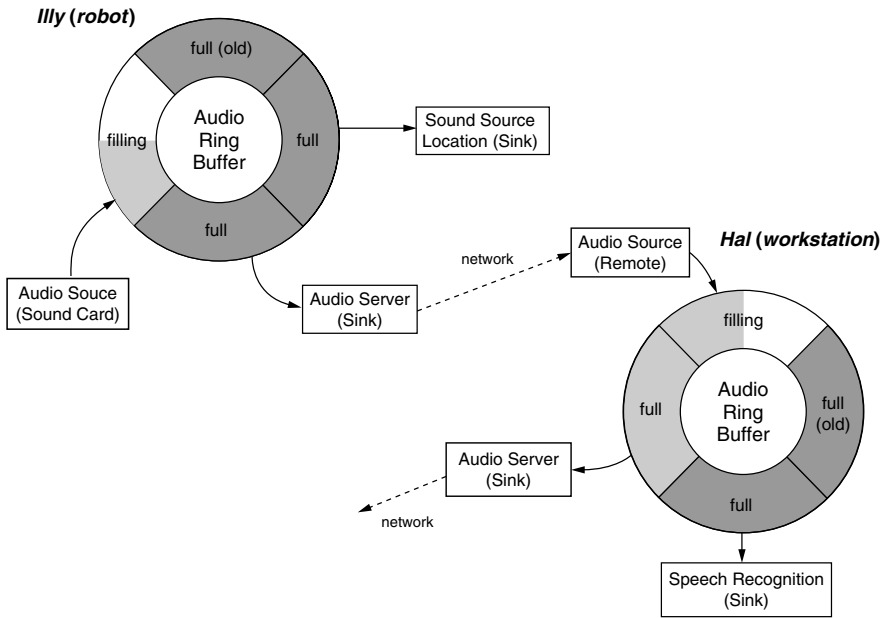 Illy (robot)
full (old)
Audio
Ring
Buffer
filling
full
full
Sound Source
Location (Sink)
Audio Souce
(Sound Card)
Audio Server
(Sink)
network
Audio Source
(Remote)
Hal (workstation)
filling
full
Audio
Ring
Buffer
full
(old)
full
Audio Server
(Sink)
network
Speech Recognition
(Sink)